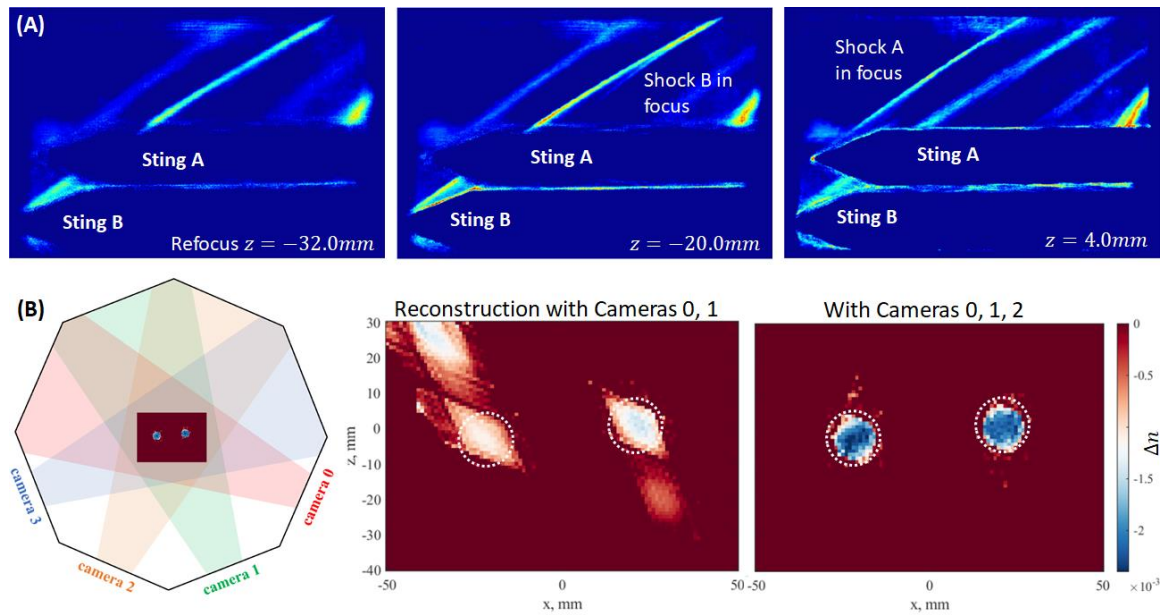 (A)
Shock B in
focus
Shock A
in focus
Sting A
Sting A
Sting A
Sting B
Sting B
Sting B
Refocus z = −32.0mm
z = −20.0mm
z = 4.0mm
(B)
Reconstruction with Cameras 0, 1
With Cameras 0, 1, 2
camera 0
camera 1
camera 2
camera 3
30
20
10
0
-10
-20
-30
-40
z, mm
-50
0
50
x, mm
-50
0
50
x, mm
0
-0.5
-1
-1.5
-2
Δn
×10⁻³